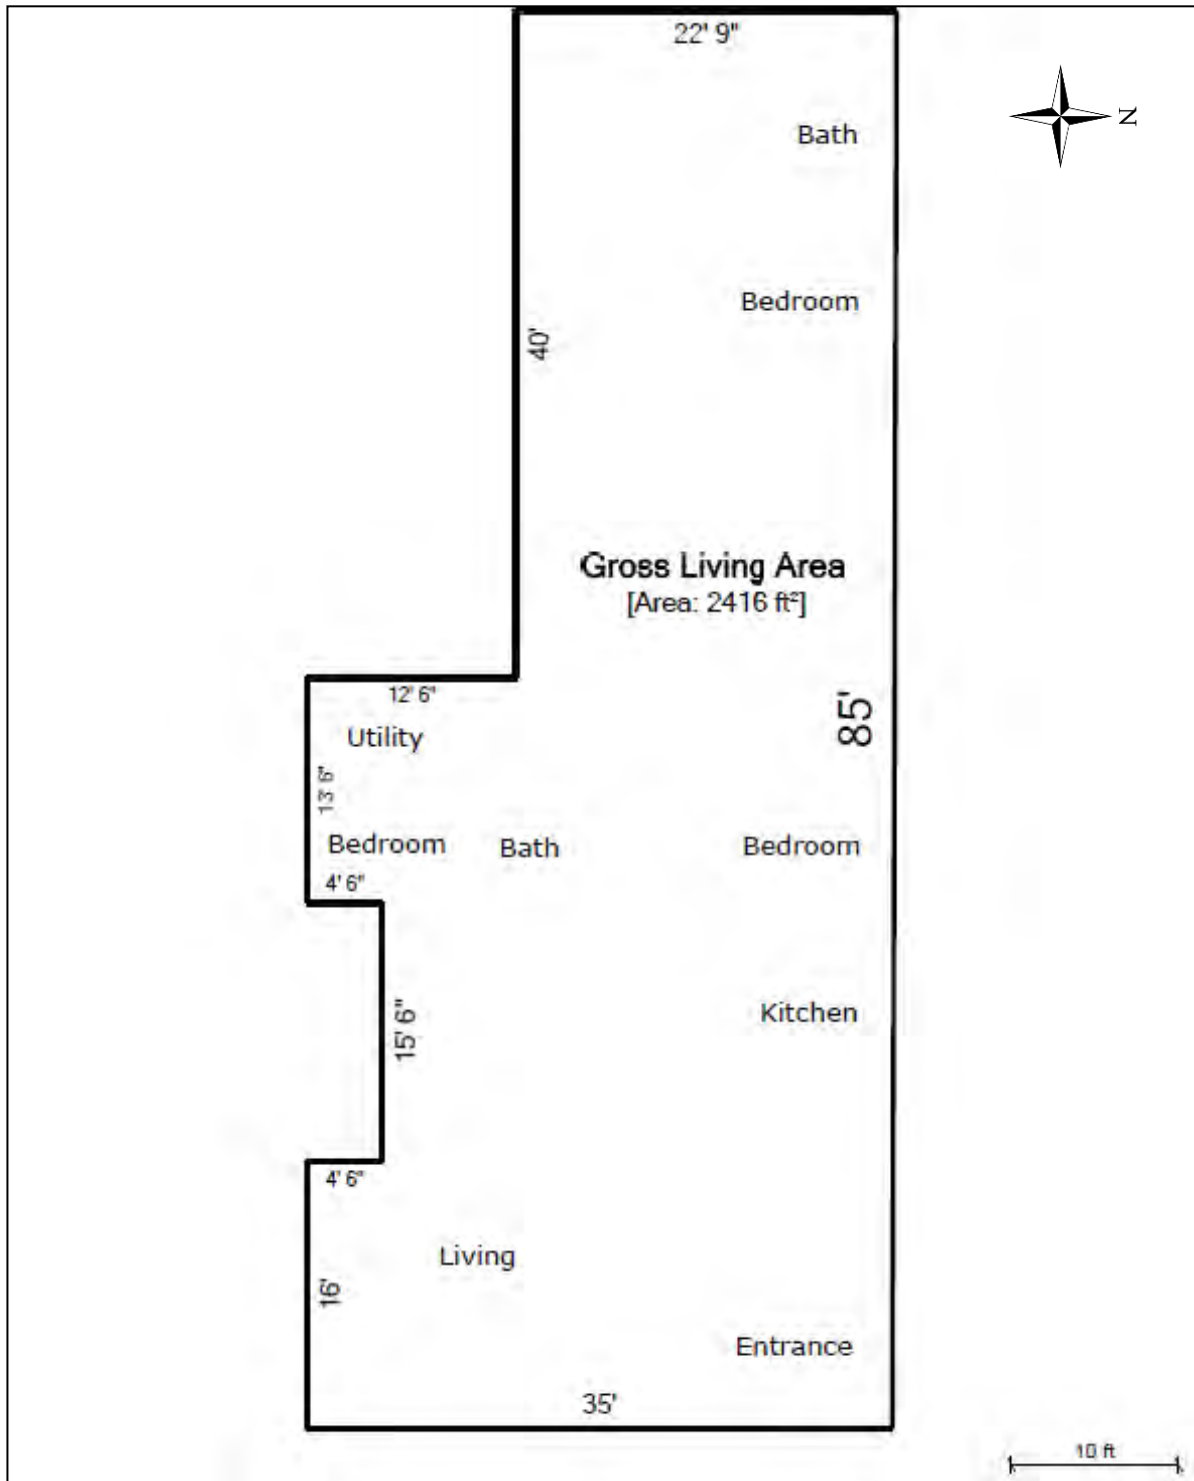 22' 9"
N
Bath
Bedroom
40'
Gross Living Area
[Area: 2416 ft²]
12' 6"
85'
Utility
13' 6"
Bedroom Bath Bedroom
4' 6"
15' 6"
Kitchen
4' 6"
Living
16'
Entrance
35'
10 ft